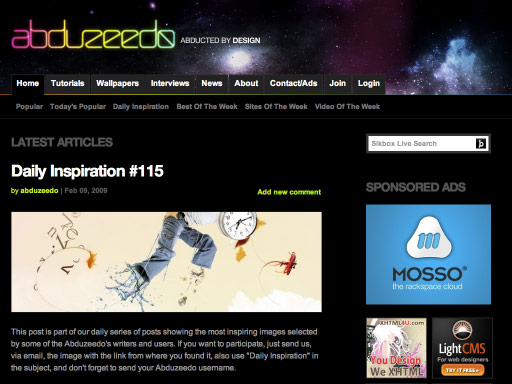 abduzeedo
ABDUCTED BY DESIGN
Home Tutorials Wallpapers Interviews News About Contact/Ads Join Login
Popular Today's Popular Daily Inspiration Best Of The Week Sites Of The Week Video Of The Week
LATEST ARTICLES
Sikbox Live Search b
Daily Inspiration #115
by abduzeedo | Feb 09, 2009
Add new comment
SPONSORED ADS
MOSSO®
the rackspace cloud
This post is part of our daily series of posts showing the most inspiring images selected
by some of the Abduzeedo's writers and users. If you want to participate, just send us,
via email, the image with the link from where you found it, also use "Daily Inspiration" in
the subject, and don't forget to send your Abduzeedo username.
XHTML4U.com
You Design
We XHTML
LightCMS
For web designers
TRY IT FREE